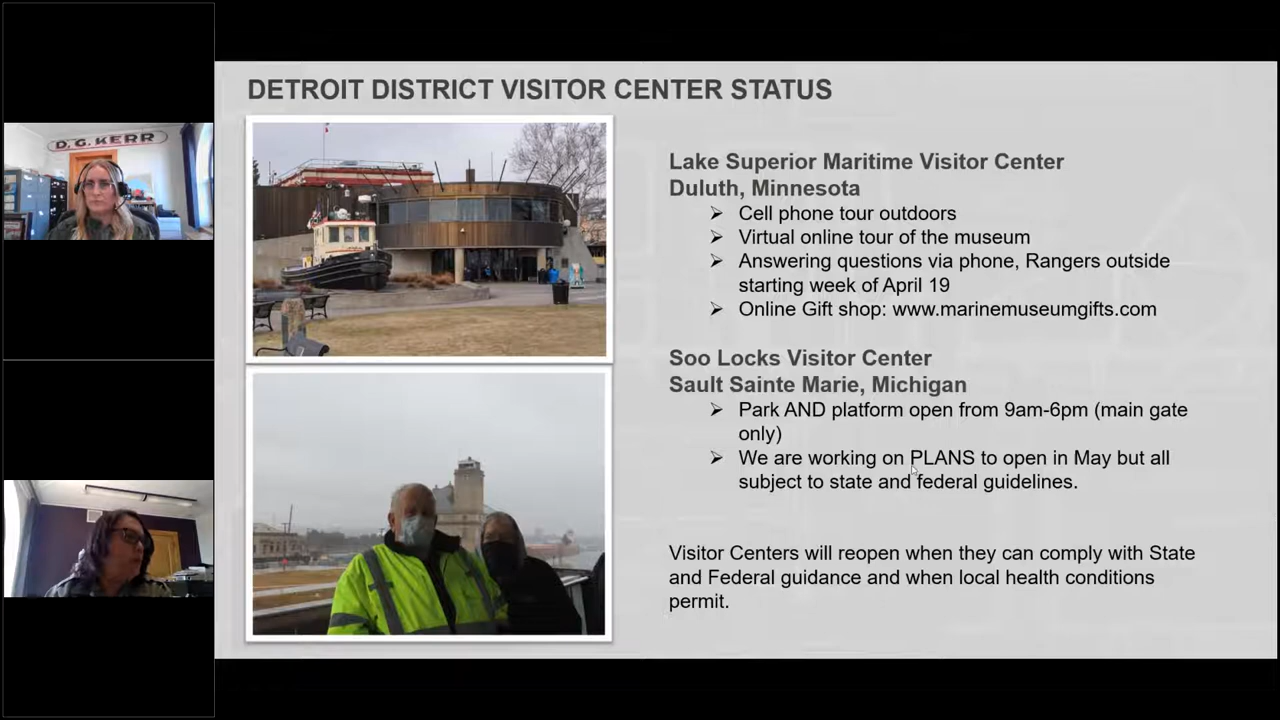 DETROIT DISTRICT VISITOR CENTER STATUS
D. G. KERR
Lake Superior Maritime Visitor Center
Duluth, Minnesota
➢ Cell phone tour outdoors
➢ Virtual online tour of the museum
➢ Answering questions via phone, Rangers outside
starting week of April 19
➢ Online Gift shop: www.marinemuseumgifts.com
Soo Locks Visitor Center
Sault Sainte Marie, Michigan
➢ Park AND platform open from 9am-6pm (main gate
only)
➢ We are working on PLANS to open in May but all
subject to state and federal guidelines.
Visitor Centers will reopen when they can comply with State
and Federal guidance and when local health conditions
permit.